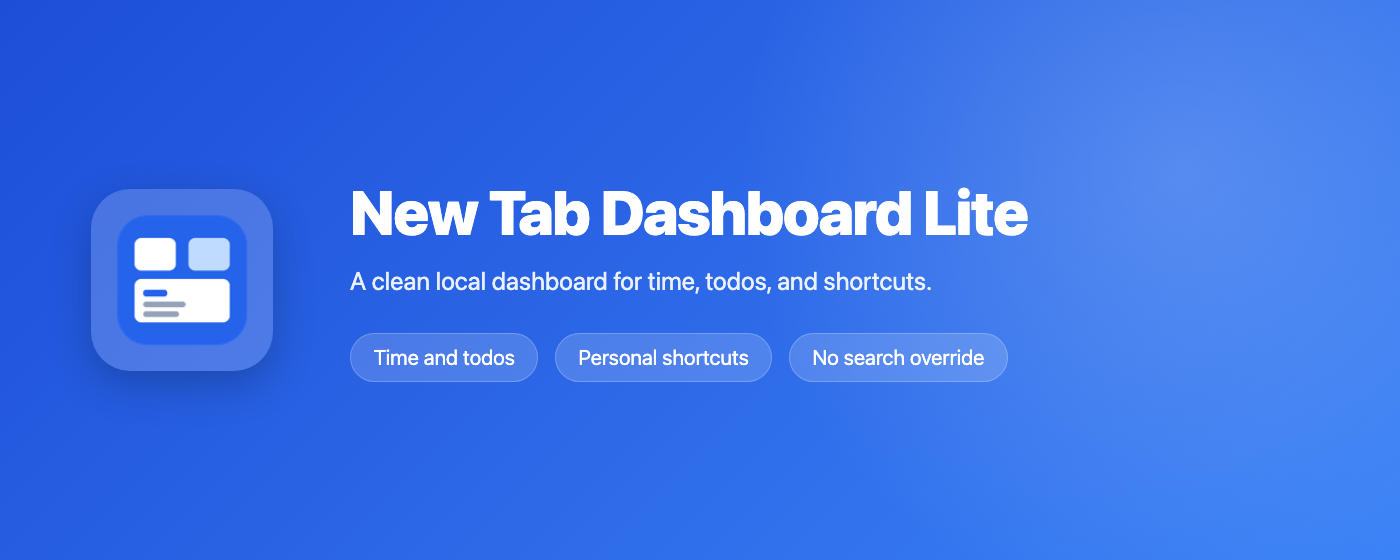 New Tab Dashboard Lite
A clean local dashboard for time, todos, and shortcuts.
Time and todos
Personal shortcuts
No search override